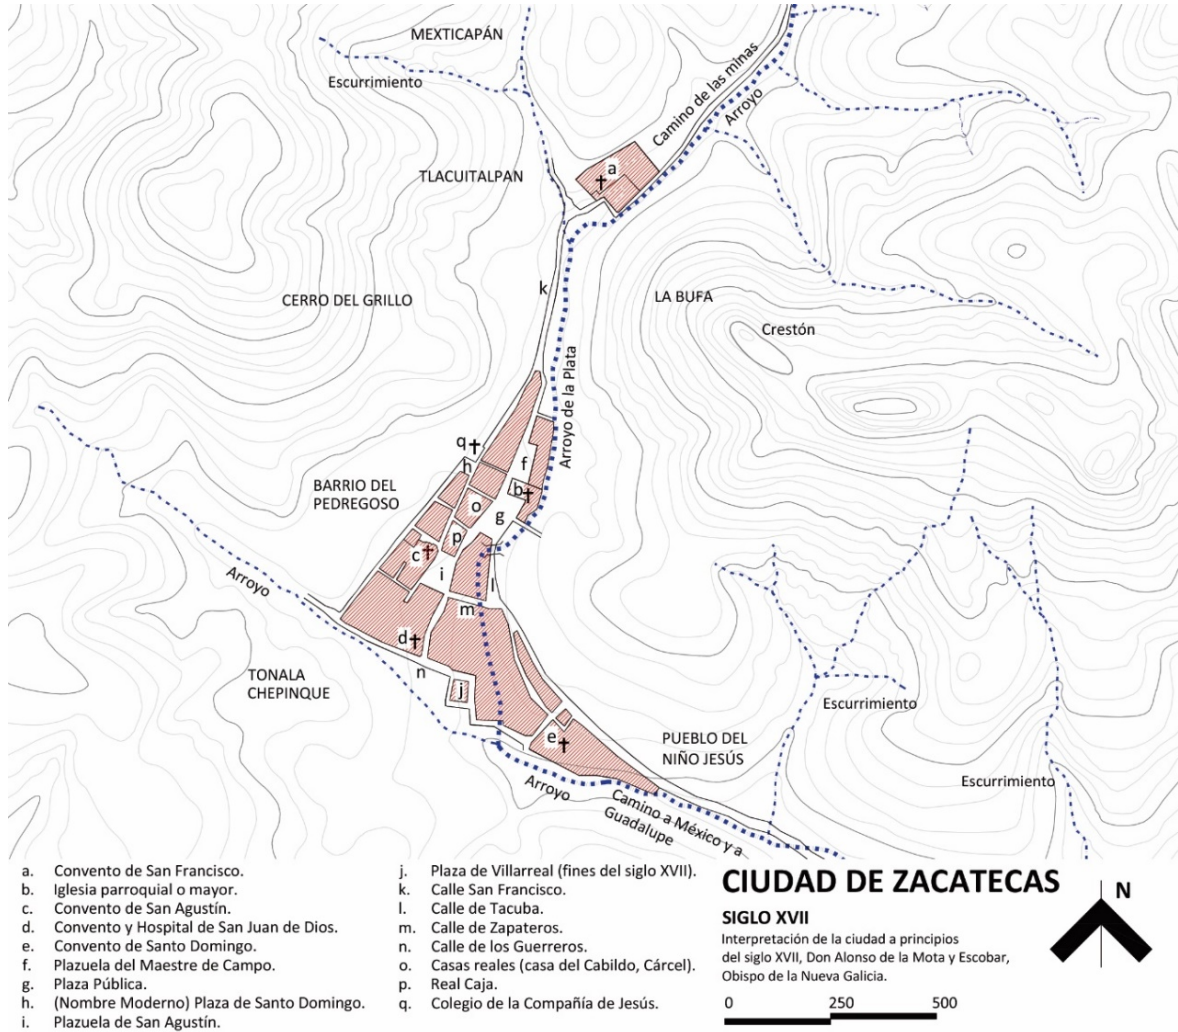 MEXTICAPÁN
Escurrimiento
Camino de las minas
Arroyo
a
TLACUITALPAN
k
CERRO DEL GRILLO
LA BUFA
Crestón
Arroyo de la Plata
q
h
f
BARRIO DEL
PEDREGOSO
b
o
g
p
c
i
l
Arroyo
m
d
n
TONALA
CHEPINQUE
j
e
PUEBLO DEL
NIÑO JESÚS
Escurrimiento
Escurrimiento
Arroyo
Camino a México y a
Guadalupe
a. Convento de San Francisco.
b. Iglesia parroquial o mayor.
c. Convento de San Agustín.
d. Convento y Hospital de San Juan de Dios.
e. Convento de Santo Domingo.
f. Plazuela del Maestre de Campo.
g. Plaza Pública.
h. (Nombre Moderno) Plaza de Santo Domingo.
i. Plazuela de San Agustín.
j. Plaza de Villarreal (fines del siglo XVII).
k. Calle San Francisco.
l. Calle de Tacuba.
m. Calle de Zapateros.
n. Calle de los Guerreros.
o. Casas reales (casa del Cabildo, Cárcel).
p. Real Caja.
q. Colegio de la Compañía de Jesús.
CIUDAD DE ZACATECAS
SIGLO XVII
Interpretación de la ciudad a principios
del siglo XVII, Don Alonso de la Mota y Escobar,
Obispo de la Nueva Galicia.
0 250 500
N